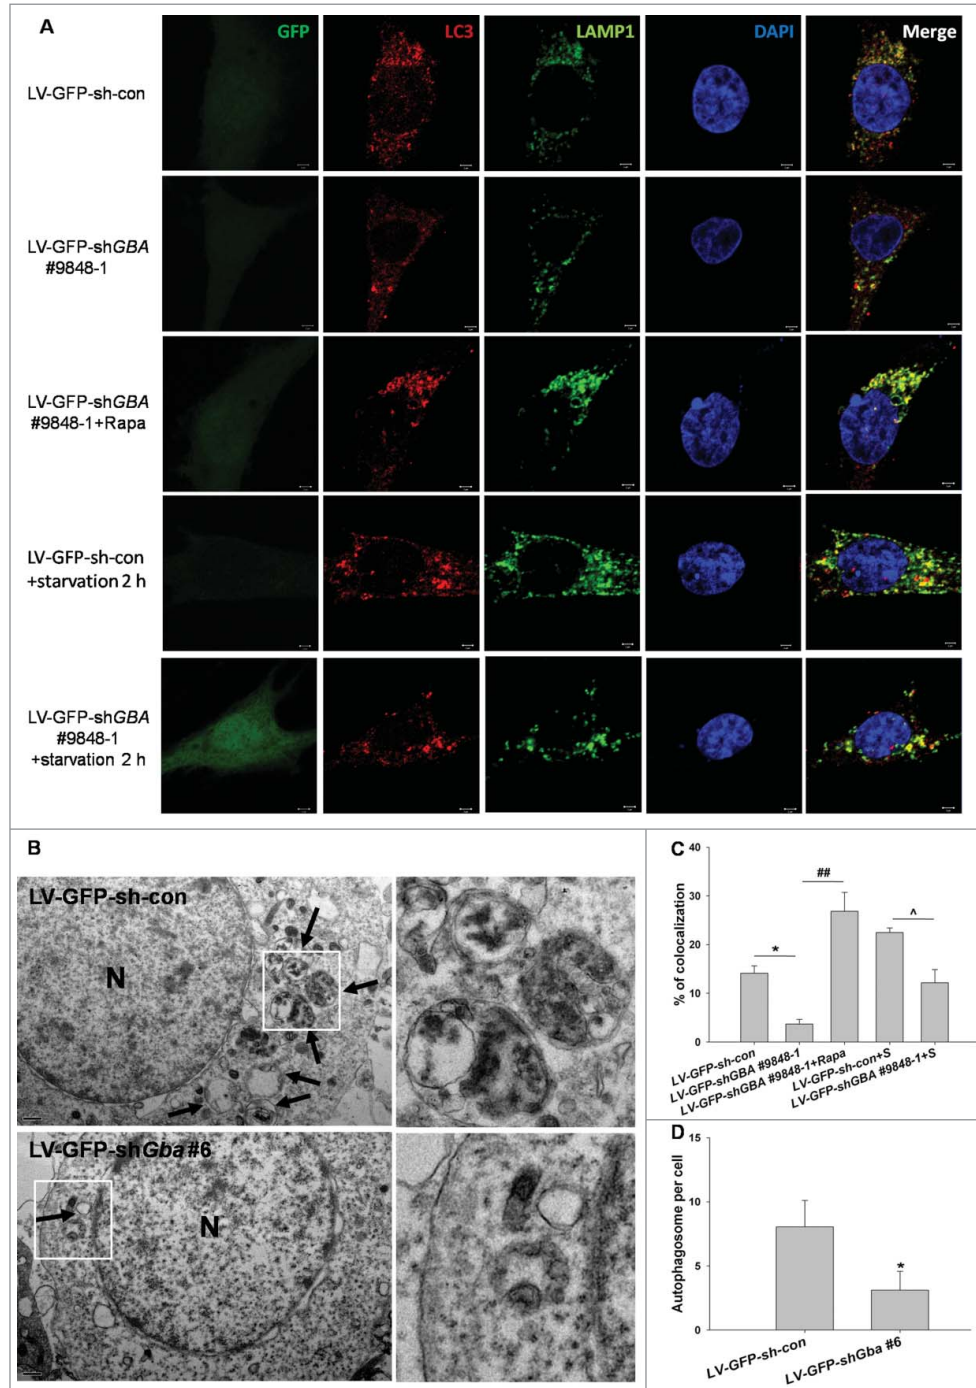 A
GFP
LC3
LAMP1
DAPI
Merge
LV-GFP-sh-con
LV-GFP-shGBA
#9848-1
LV-GFP-shGBA
#9848-1+Rapa
LV-GFP-sh-con
+starvation 2 h
LV-GFP-shGBA
#9848-1
+starvation 2 h
B
LV-GFP-sh-con
N
LV-GFP-shGba #6
N
C
% of colocalization
40
30
20
10
0
*
##
^
LV-GFP-sh-con
LV-GFP-shGBA #9848-1
LV-GFP-shGBA #9848-1+Rapa
LV-GFP-sh-con+S
LV-GFP-shGBA #9848-1+S
D
Autophagosome per cell
15
10
5
0
*
LV-GFP-sh-con
LV-GFP-shGba #6